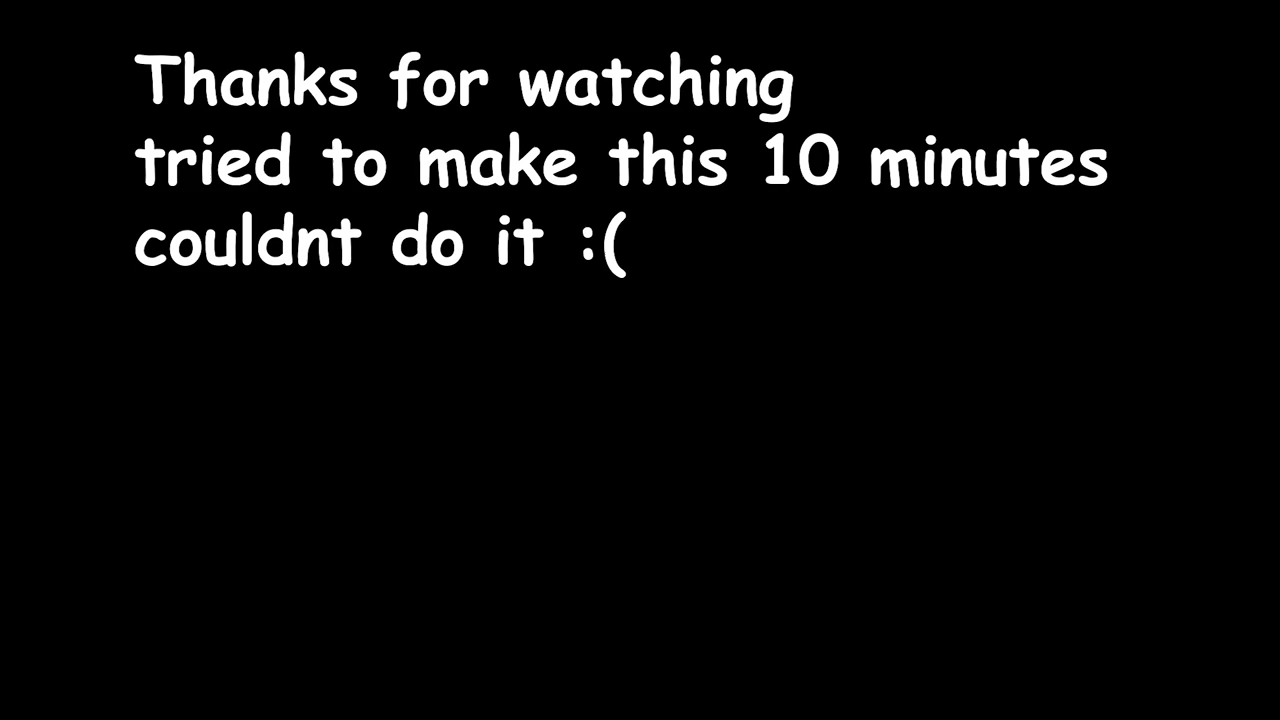 Thanks for watching
tried to make this 10 minutes
couldnt do it :(